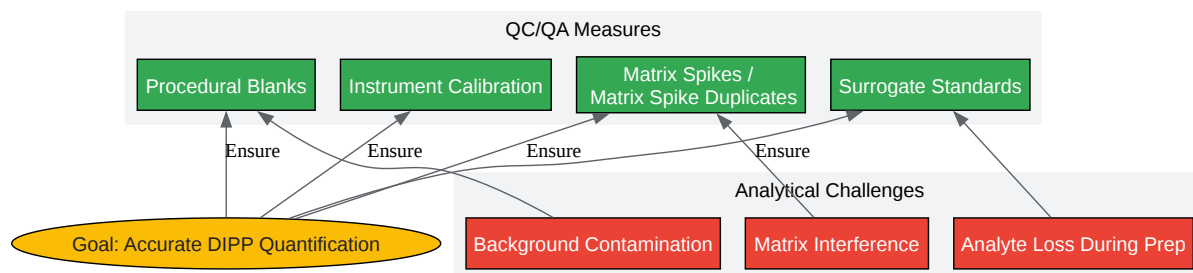 QC/QA Measures
Procedural Blanks
Instrument Calibration
Matrix Spikes /
Matrix Spike Duplicates
Surrogate Standards
Ensure
Ensure
Ensure
Ensure
Analytical Challenges
Goal: Accurate DIPP Quantification
Background Contamination
Matrix Interference
Analyte Loss During Prep